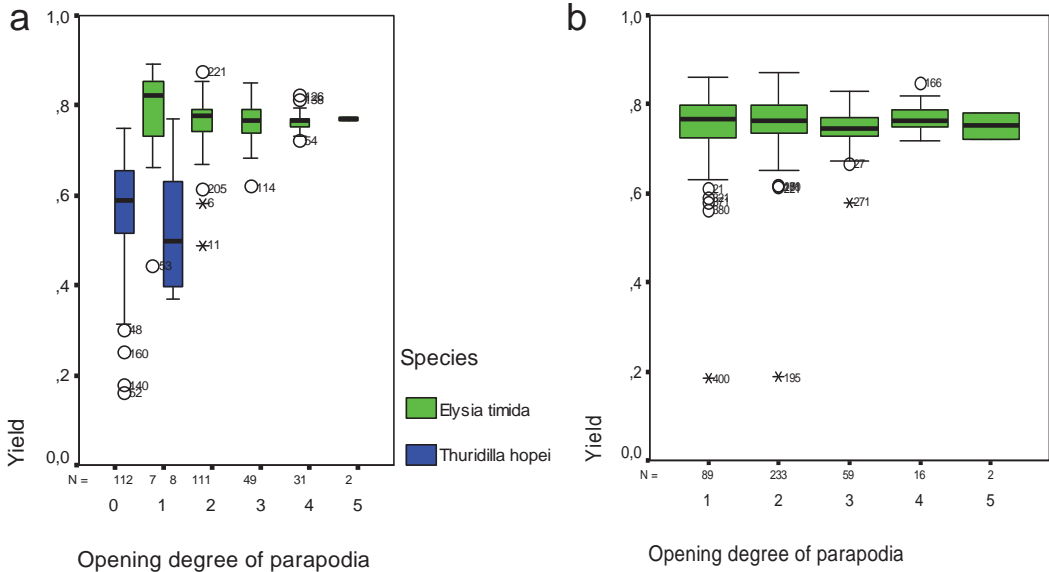 a
1,0
,8
,6
,4
,2
0,0
Yield
221
205
6
11
53
114
126
54
48
160
140
52
N = 112 7 8 111 49 31 2
0 1 2 3 4 5
Opening degree of parapodia
Species
Elysia timida
Thuridilla hopei
b
1,0
,8
,6
,4
,2
0,0
Yield
166
21
380
27
271
400
195
N = 89 233 59 16 2
1 2 3 4 5
Opening degree of parapodia